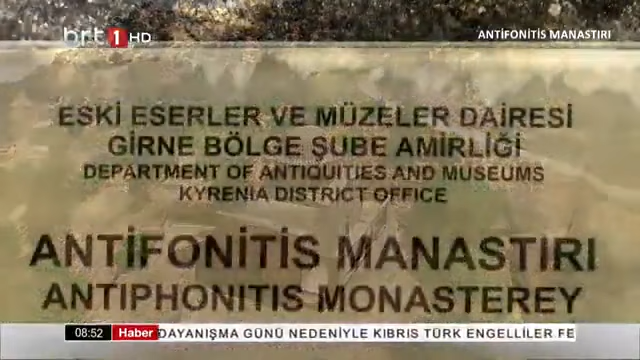 brt 1 HD
ANTİFONİTİS MANASTIRI
ESKİ ESERLER VE MÜZELER DAİRESİ
GİRNE BÖLGE ŞUBE AMİRLİĞİ
DEPARTMENT OF ANTIQUITIES AND MUSEUMS
KYRENIA DISTRICT OFFICE
ANTİFONİTİS MANASTIRI
ANTIPHONITIS MONASTEREY
08:52 Haber DAYANIŞMA GÜNÜ NEDENİYLE KIBRIS TÜRK ENGELLİLER FE